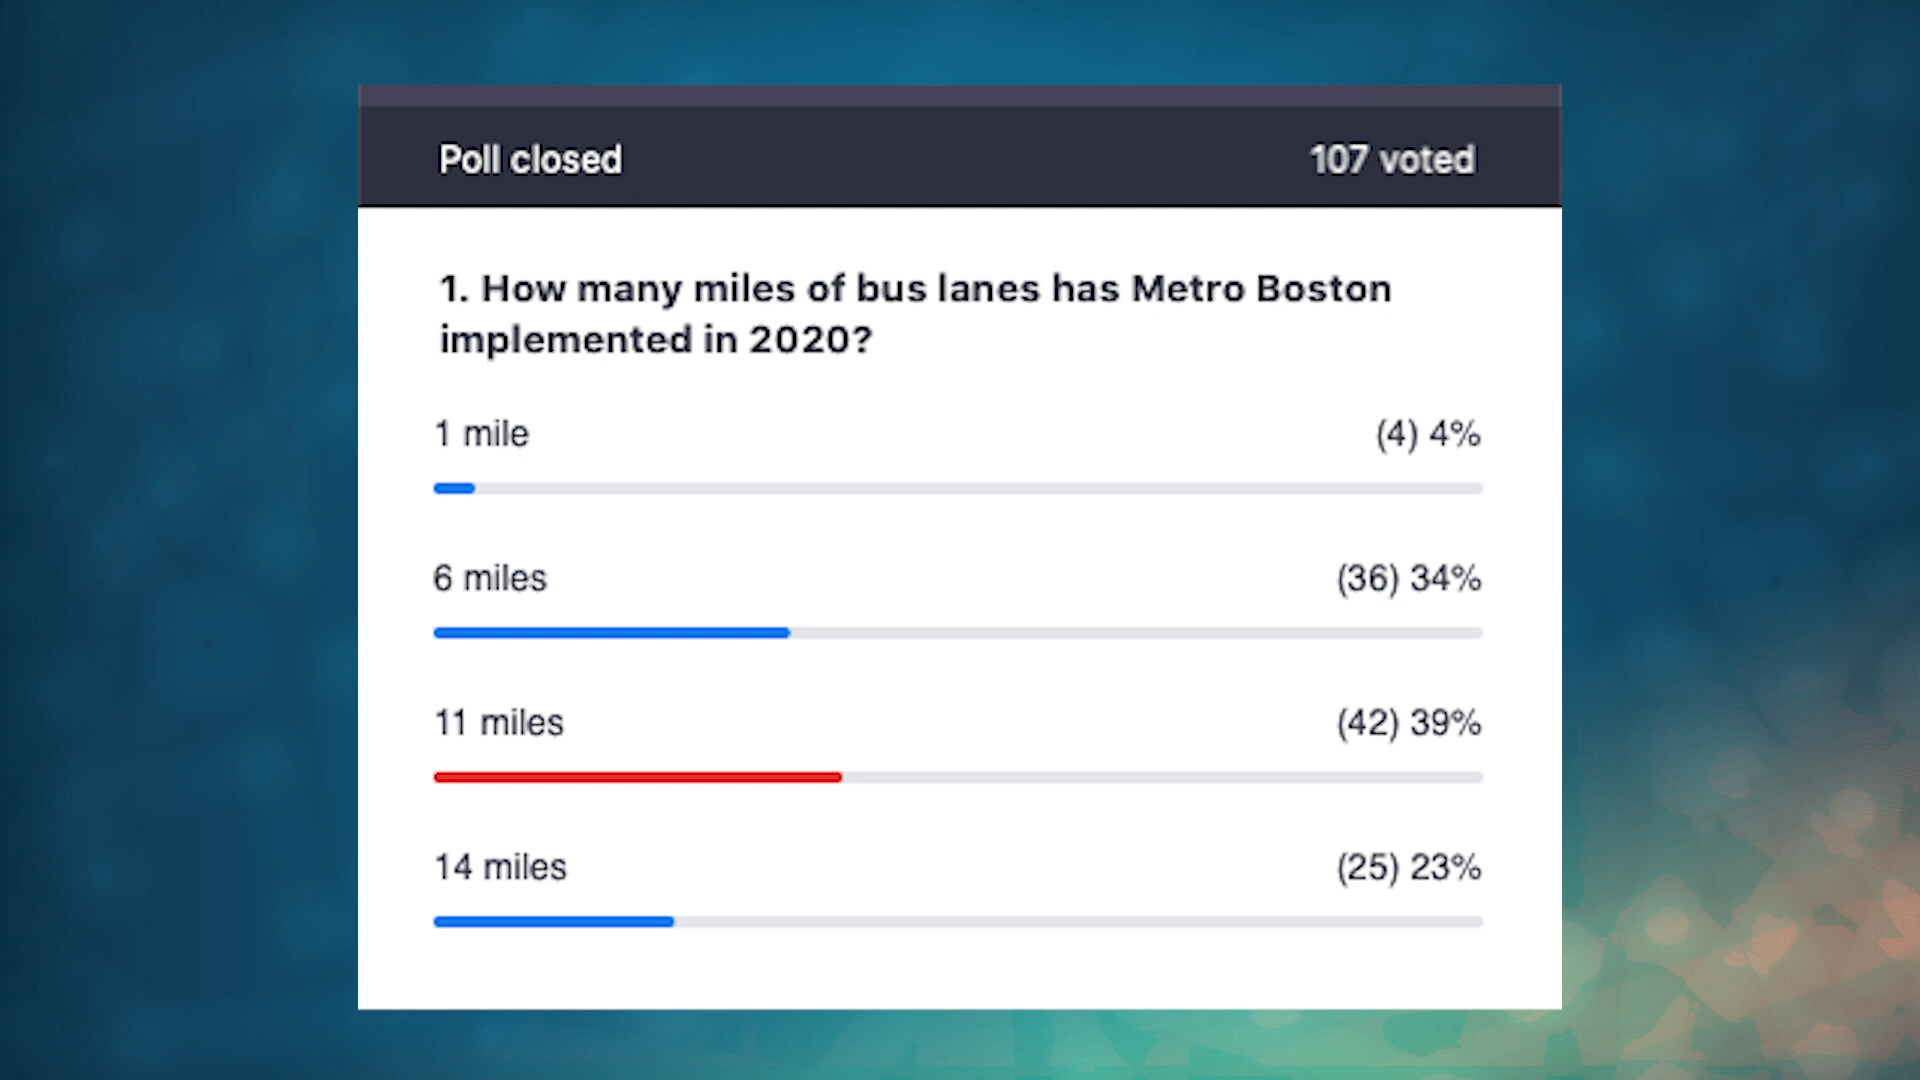 Poll closed 107 voted
1. How many miles of bus lanes has Metro Boston
implemented in 2020?
1 mile (4) 4%
6 miles (36) 34%
11 miles (42) 39%
14 miles (25) 23%